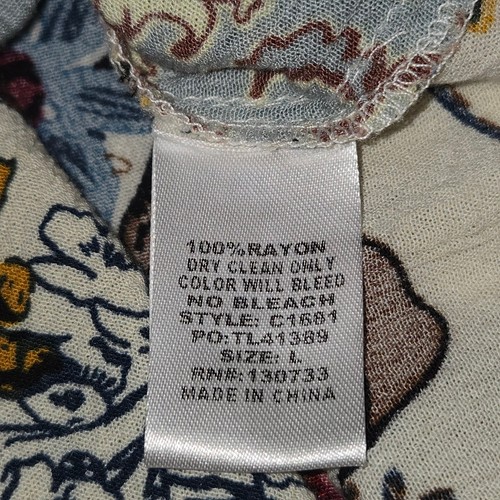 100%RAYON
DRY CLEAN ONLY
COLOR WILL BLEED
NO BLEACH
STYLE: C1681
PO:TL41389
SIZE: L
RN#:130733
MADE IN CHINA